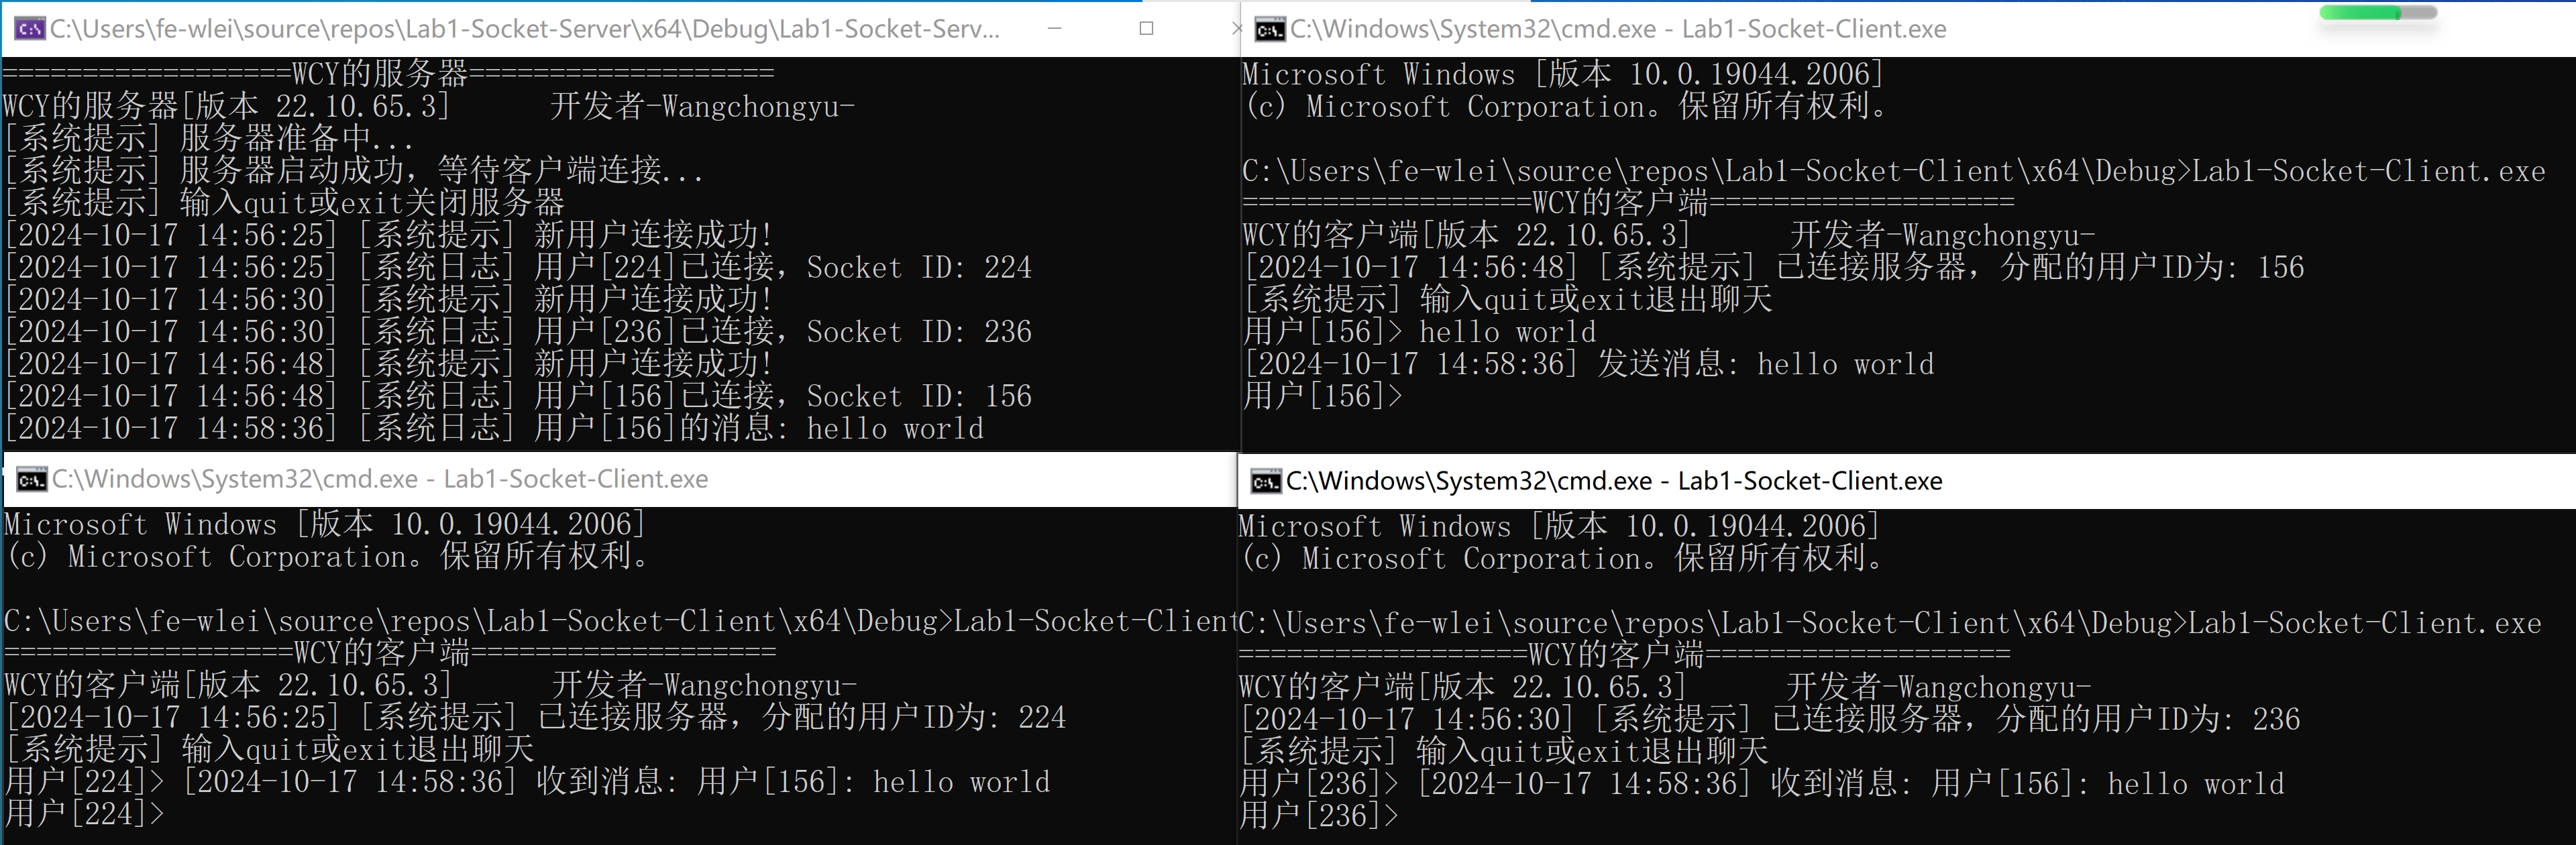 C:\Users\fe-wlei\source\repos\Lab1-Socket-Server\x64\Debug\Lab1-Socket-Serv...
==================WCY的服务器===================
WCY的服务器[版本 22.10.65.3]      开发者-Wangchongyu-
[系统提示] 服务器准备中...
[系统提示] 服务器启动成功，等待客户端连接...
[系统提示] 输入quit或exit关闭服务器
[2024-10-17 14:56:25] [系统提示] 新用户连接成功!
[2024-10-17 14:56:25] [系统日志] 用户[224]已连接，Socket ID: 224
[2024-10-17 14:56:30] [系统提示] 新用户连接成功!
[2024-10-17 14:56:30] [系统日志] 用户[236]已连接，Socket ID: 236
[2024-10-17 14:56:48] [系统提示] 新用户连接成功!
[2024-10-17 14:56:48] [系统日志] 用户[156]已连接，Socket ID: 156
[2024-10-17 14:58:36] [系统日志] 用户[156]的消息: hello world
C:\Windows\System32\cmd.exe - Lab1-Socket-Client.exe
Microsoft Windows [版本 10.0.19044.2006]
(c) Microsoft Corporation。保留所有权利。
C:\Users\fe-wlei\source\repos\Lab1-Socket-Client\x64\Debug>Lab1-Socket-Client.exe
==================WCY的客户端===================
WCY的客户端[版本 22.10.65.3]      开发者-Wangchongyu-
[2024-10-17 14:56:48] [系统提示] 已连接服务器，分配的用户ID为: 156
[系统提示] 输入quit或exit退出聊天
用户[156]> hello world
[2024-10-17 14:58:36] 发送消息: hello world
用户[156]>
C:\Windows\System32\cmd.exe - Lab1-Socket-Client.exe
Microsoft Windows [版本 10.0.19044.2006]
(c) Microsoft Corporation。保留所有权利。
C:\Users\fe-wlei\source\repos\Lab1-Socket-Client\x64\Debug>Lab1-Socket-Client
==================WCY的客户端===================
WCY的客户端[版本 22.10.65.3]      开发者-Wangchongyu-
[2024-10-17 14:56:25] [系统提示] 已连接服务器，分配的用户ID为: 224
[系统提示] 输入quit或exit退出聊天
用户[224]> [2024-10-17 14:58:36] 收到消息: 用户[156]: hello world
用户[224]>
C:\Windows\System32\cmd.exe - Lab1-Socket-Client.exe
Microsoft Windows [版本 10.0.19044.2006]
(c) Microsoft Corporation。保留所有权利。
C:\Users\fe-wlei\source\repos\Lab1-Socket-Client\x64\Debug>Lab1-Socket-Client.exe
==================WCY的客户端===================
WCY的客户端[版本 22.10.65.3]      开发者-Wangchongyu-
[2024-10-17 14:56:30] [系统提示] 已连接服务器，分配的用户ID为: 236
[系统提示] 输入quit或exit退出聊天
用户[236]> [2024-10-17 14:58:36] 收到消息: 用户[156]: hello world
用户[236]>